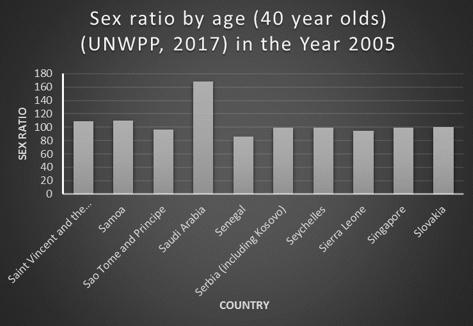 Sex ratio by age (40 year olds)
(UNWPP, 2017) in the Year 2005
SEX RATIO
180
160
140
120
100
80
60
40
20
0
Saint Vincent and the...
Samoa
Sao Tome and Principe
Saudi Arabia
Senegal
Serbia (including Kosovo)
Seychelles
Sierra Leone
Singapore
Slovakia
COUNTRY